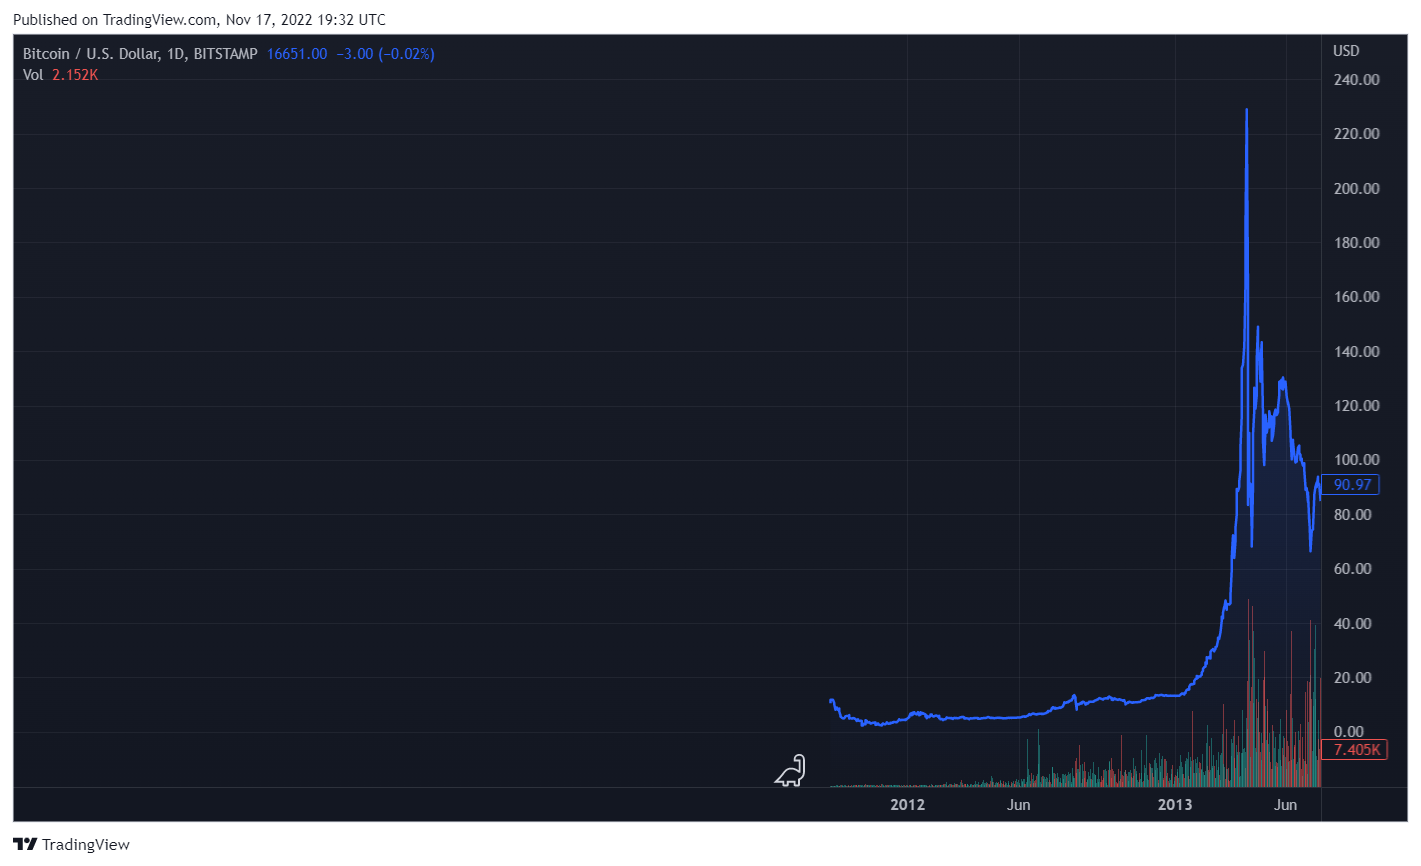 Published on TradingView.com, Nov 17, 2022 19:32 UTC
Bitcoin / U.S. Dollar, 1D, BITSTAMP 16651.00 −3.00 (−0.02%)
Vol 2.152K
USD
240.00
220.00
200.00
180.00
160.00
140.00
120.00
100.00
90.97
80.00
60.00
40.00
20.00
0.00
7.405K
2012 Jun 2013 Jun
TradingView